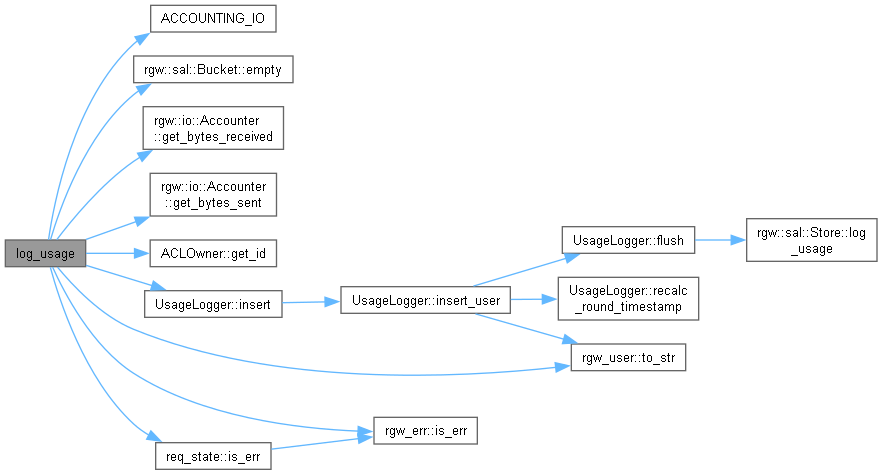 ACCOUNTING_IO
rgw::sal::Bucket::empty
rgw::io::Accounter
::get_bytes_received
rgw::io::Accounter
::get_bytes_sent
log_usage
ACLOwner::get_id
UsageLogger::insert
UsageLogger::insert_user
UsageLogger::flush
rgw::sal::Store::log
_usage
UsageLogger::recalc
_round_timestamp
rgw_user::to_str
rgw_err::is_err
req_state::is_err